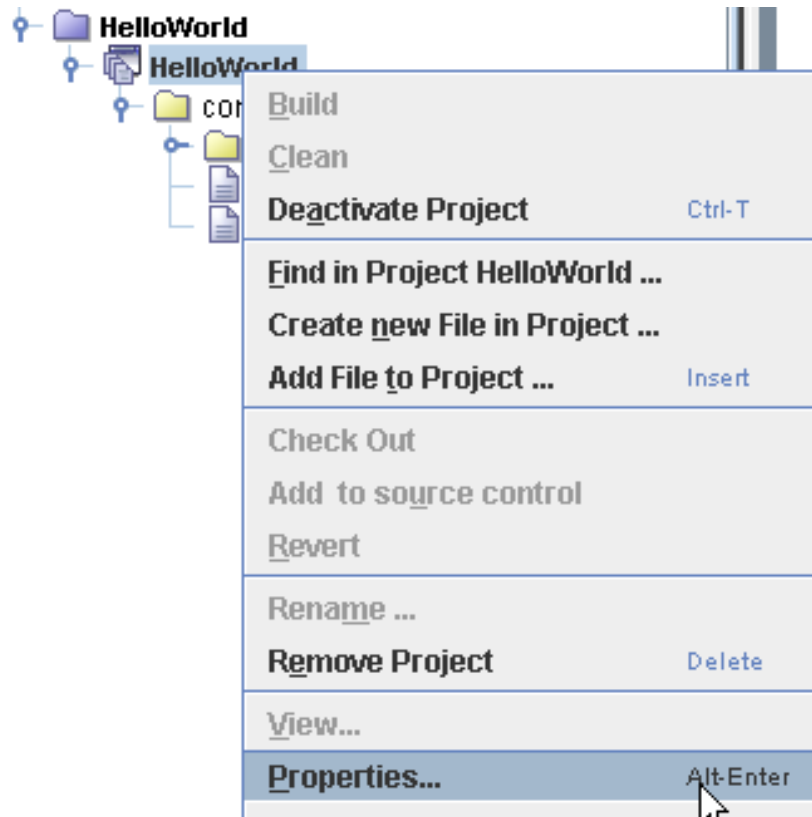 HelloWorld
HelloWorld
Build
Clean
Deactivate Project Ctrl-T
Find in Project HelloWorld ...
Create new File in Project ...
Add File to Project ... Insert
Check Out
Add to source control
Revert
Rename ...
Remove Project Delete
View...
Properties... Alt-Enter